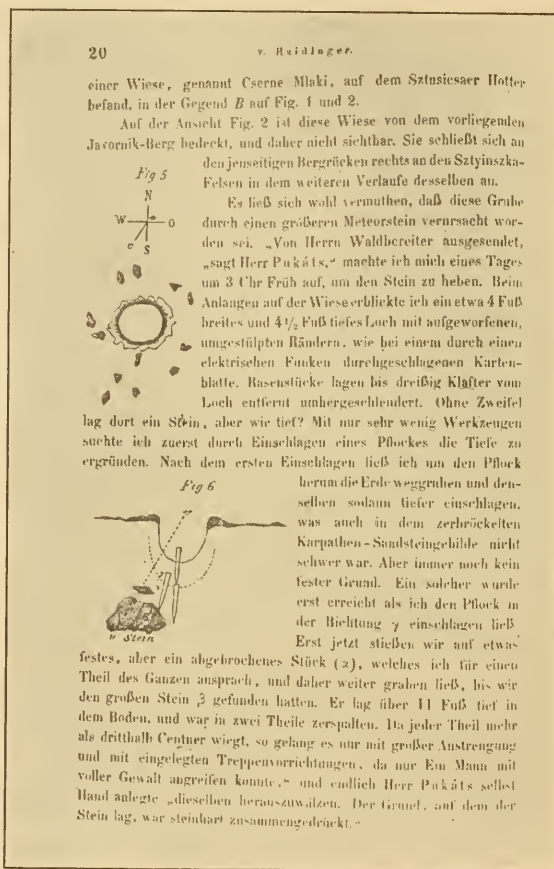 20
v. Haidinger.
einer Wiese, genannt Cserne Mlaki, auf dem Sztusicsaer Hotter
befand, in der Gegend B auf Fig. 1 und 2.
Auf der Ansicht Fig. 2 ist diese Wiese von dem vorliegenden
Javornik-Berg bedeckt, und daher nicht sichtbar. Sie schließt sich an
den jenseitigen Bergrücken rechts an den Sztyinszka-
Felsen in dem weiteren Verlaufe desselben an.
Fig 5
N
W O
S
Es ließ sich wohl vermuthen, daß diese Grube
durch einen größeren Meteorstein verursacht wor-
den sei. „Von Herrn Waldbereiter ausgesendet,
„sagt Herr Pukáts,“ machte ich mich eines Tages
um 3 Uhr Früh auf, um den Stein zu heben. Beim
Anlangen auf der Wiese erblickte ich ein etwa 4 Fuß
breites und 4 1/2 Fuß tiefes Loch mit aufgeworfenen,
umgestülpten Rändern, wie bei einem durch einen
elektrischen Funken durchgeschlagenen Karten-
blatte. Rasenstücke lagen bis dreißig Klafter vom
Loch entfernt umhergeschleudert. Ohne Zweifel
lag dort ein Stein, aber wie tief? Mit nur sehr wenig Werkzeugen
suchte ich zuerst durch Einschlagen eines Pflockes die Tiefe zu
ergründen. Nach dem ersten Einschlagen ließ ich um den Pflock
herum die Erde weggraben und den-
selben sodann tiefer einschlagen,
was auch in dem zerbröckelten
Karpathen-Sandsteingebilde nicht
schwer war. Aber immer noch kein
fester Grund. Ein solcher wurde
erst erreicht als ich den Pflock in
der Richtung γ einschlagen ließ.
Erst jetzt stießen wir auf etwas
Fig 6
Stein
festes, aber ein abgebrochenes Stück (α), welches ich für einen
Theil des Ganzen ansprach, und daher weiter graben ließ, bis wir
den großen Stein β gefunden hatten. Er lag über 11 Fuß tief in
dem Boden, und war in zwei Theile zerspalten. Da jeder Theil mehr
als dritthalb Centner wiegt, so gelang es nur mit großer Anstrengung
und mit eingelegten Treppenvorrichtungen, da nur Ein Mann mit
voller Gewalt angreifen konnte,“ und endlich Herr Pukáts selbst
Hand anlegte „dieselben herauszuwälzen. Der Grund, auf dem der
Stein lag, war steinhart zusammengedrückt.“